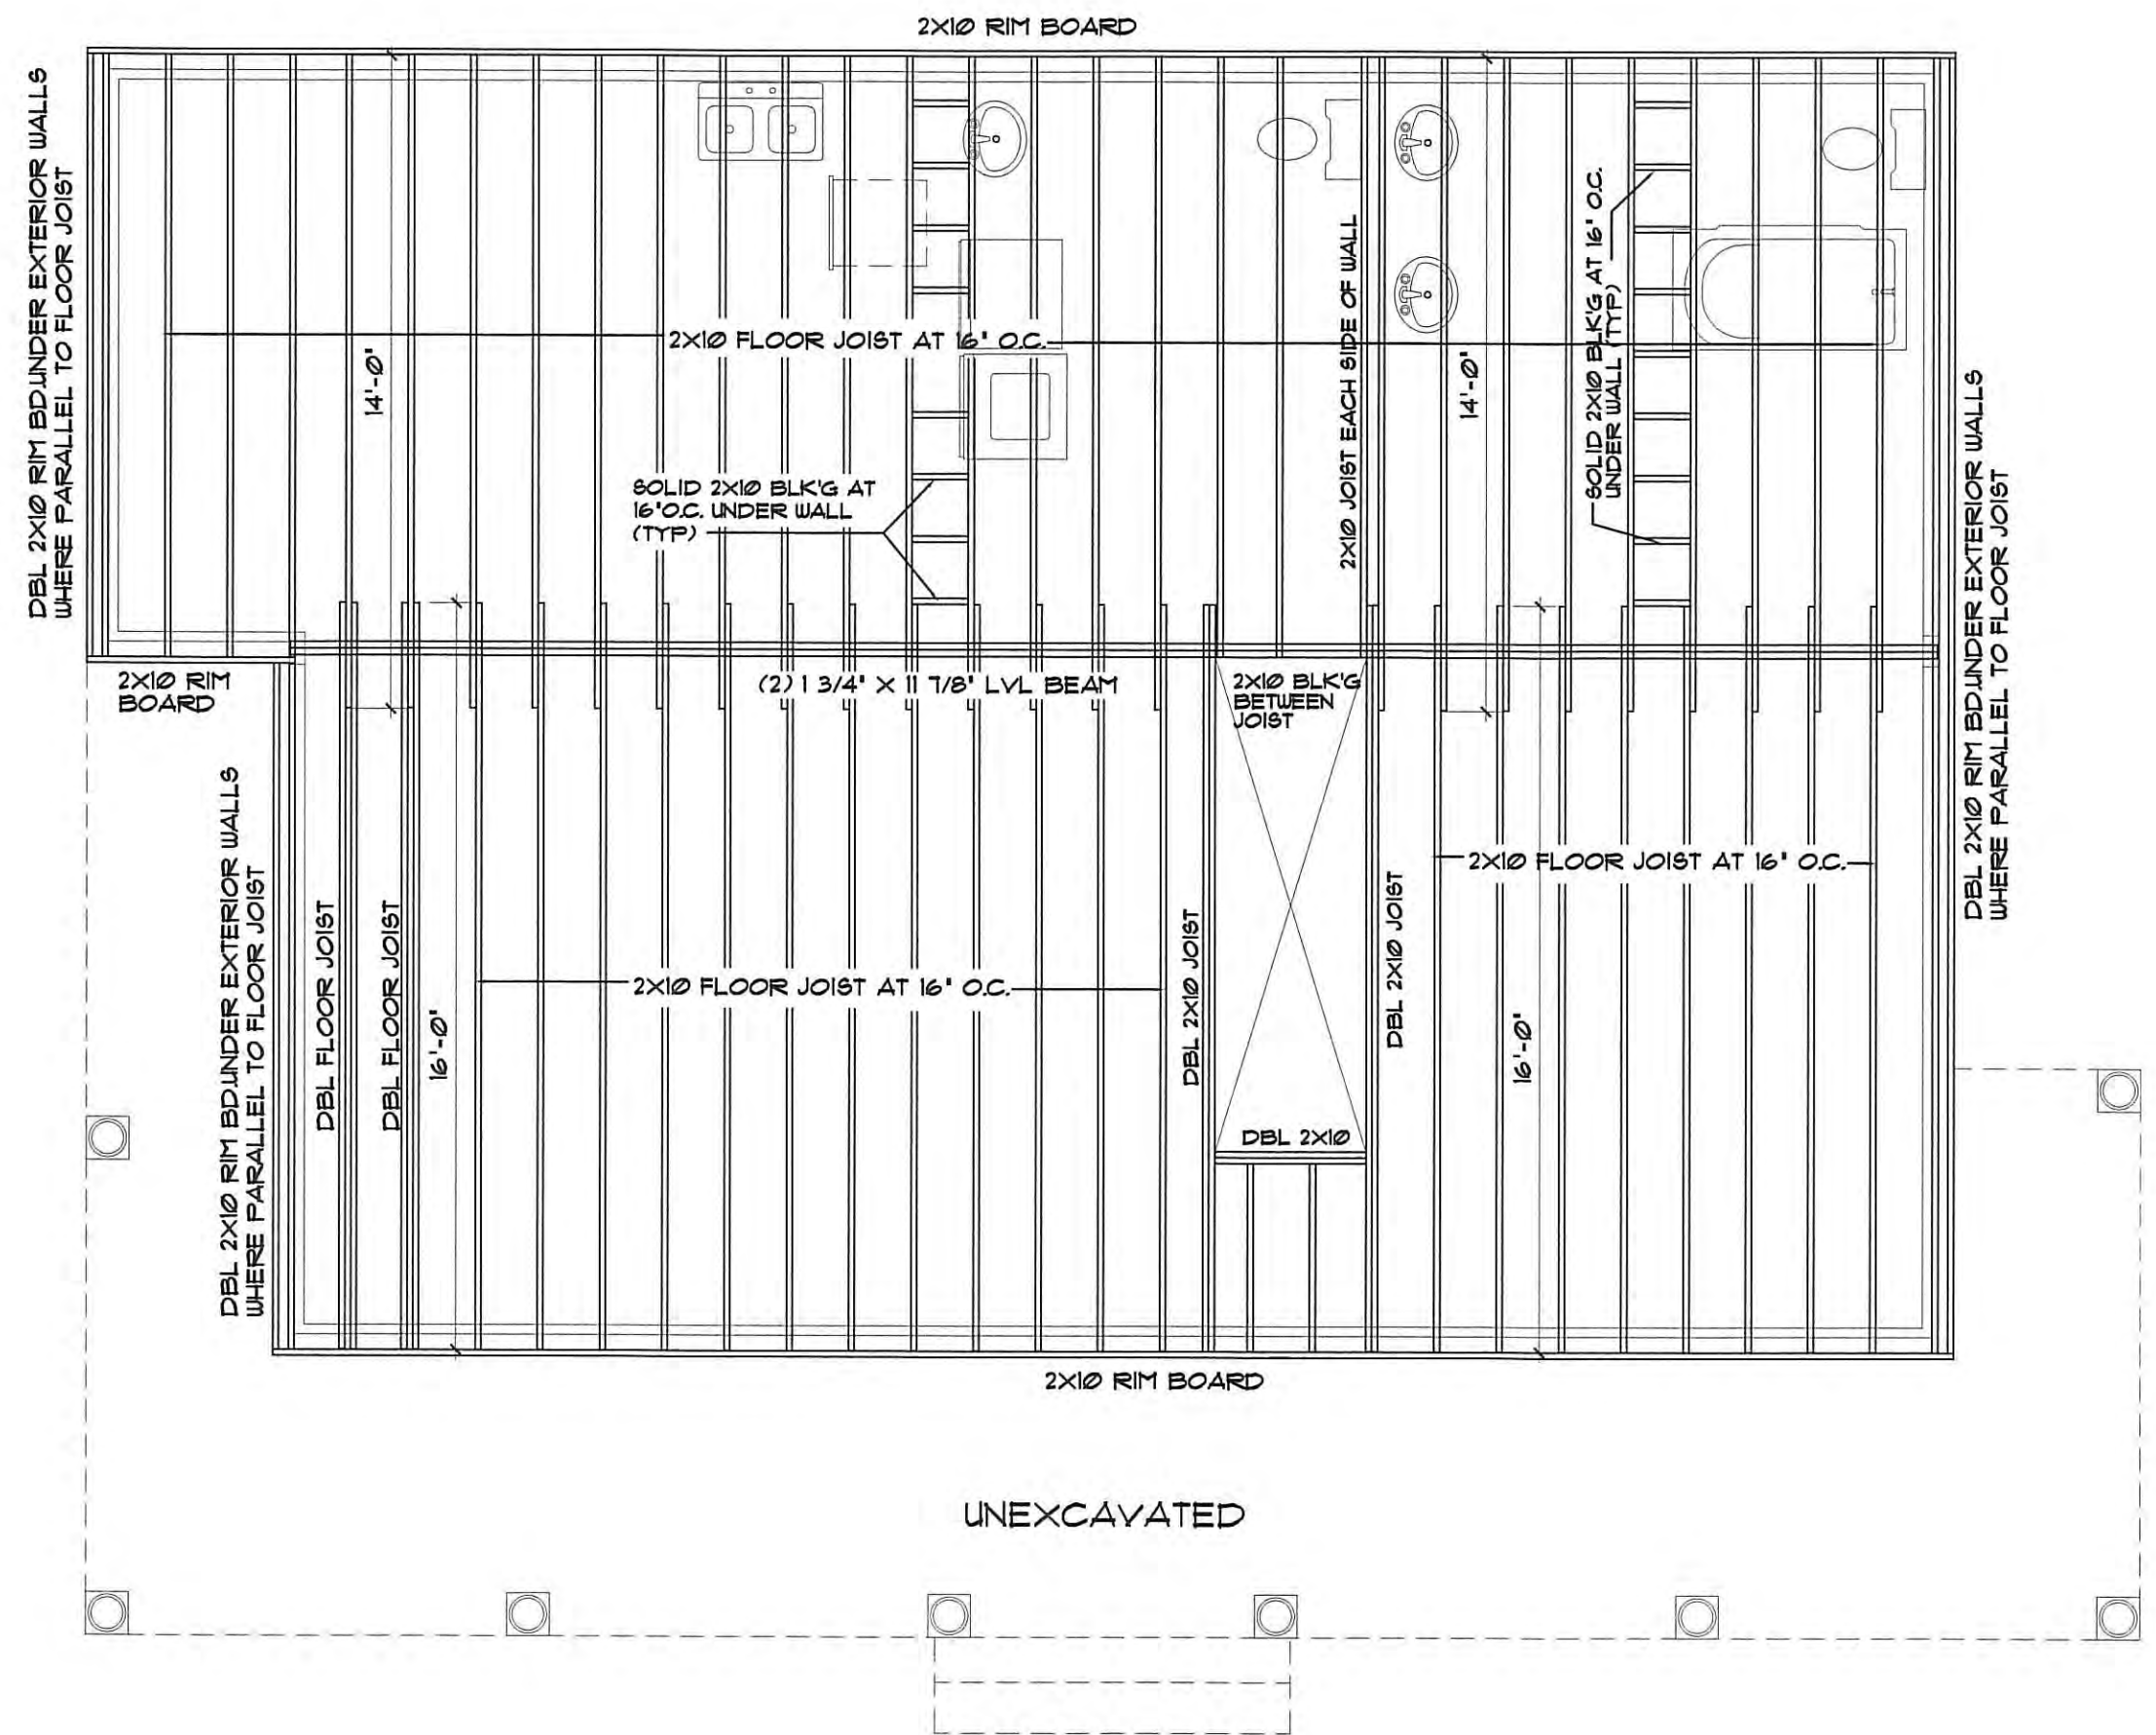 2X10 RIM BOARD
DBL 2X10 RIM BD.UNDER EXTERIOR WALLS
WHERE PARALLEL TO FLOOR JOIST
14'-0"
2X10 FLOOR JOIST AT 16" O.C.
SOLID 2X10 BLK'G AT
16"O.C. UNDER WALL
(TYP)
2X10 JOIST EACH SIDE OF WALL
14'-0"
SOLID 2X10 BLK'G AT 16" O.C.
UNDER WALL (TYP)
DBL 2X10 RIM BD.UNDER EXTERIOR WALLS
WHERE PARALLEL TO FLOOR JOIST
2X10 RIM
BOARD
(2) 1 3/4" X 11 7/8" LVL BEAM
2X10 BLK'G
BETWEEN
JOIST
DBL 2X10 RIM BD.UNDER EXTERIOR WALLS
WHERE PARALLEL TO FLOOR JOIST
DBL FLOOR JOIST
DBL FLOOR JOIST
16'-0"
2X10 FLOOR JOIST AT 16" O.C.
DBL 2X10 JOIST
DBL 2X10
DBL 2X10 JOIST
2X10 FLOOR JOIST AT 16" O.C.
16'-0"
2X10 RIM BOARD
UNEXCAVATED